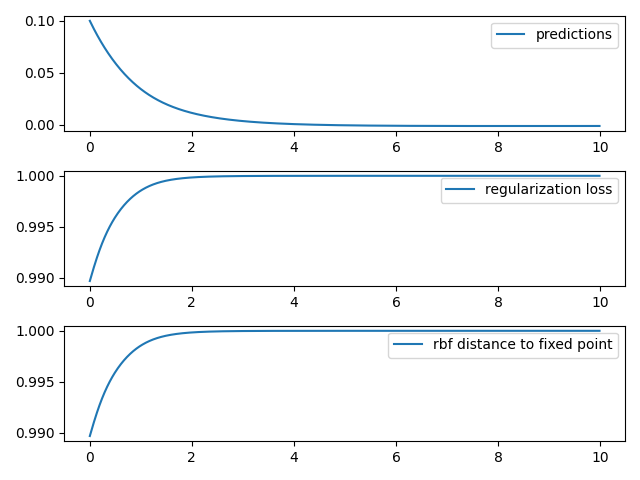 0.10
predictions
0.05
0.00
0 2 4 6 8 10
1.000
regularization loss
0.995
0.990
0 2 4 6 8 10
1.000
rbf distance to fixed point
0.995
0.990
0 2 4 6 8 10